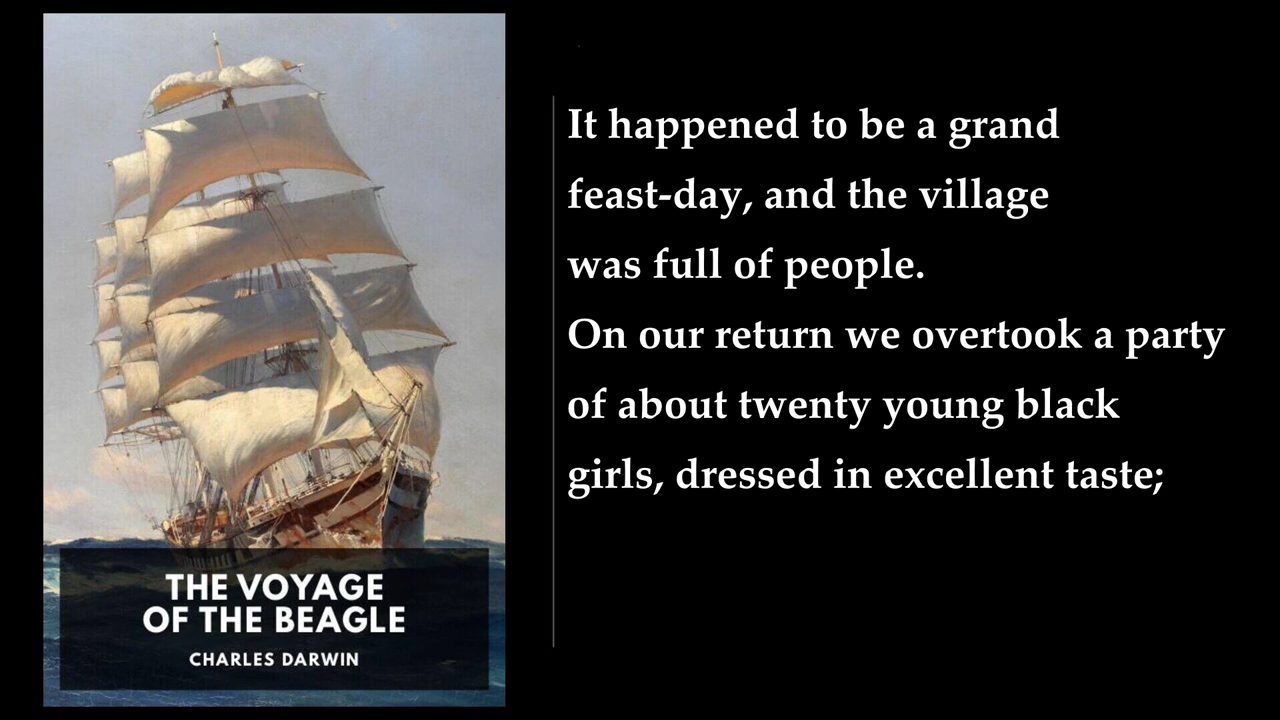 THE VOYAGE
OF THE BEAGLE
CHARLES DARWIN
It happened to be a grand
feast-day, and the village
was full of people.
On our return we overtook a party
of about twenty young black
girls, dressed in excellent taste;